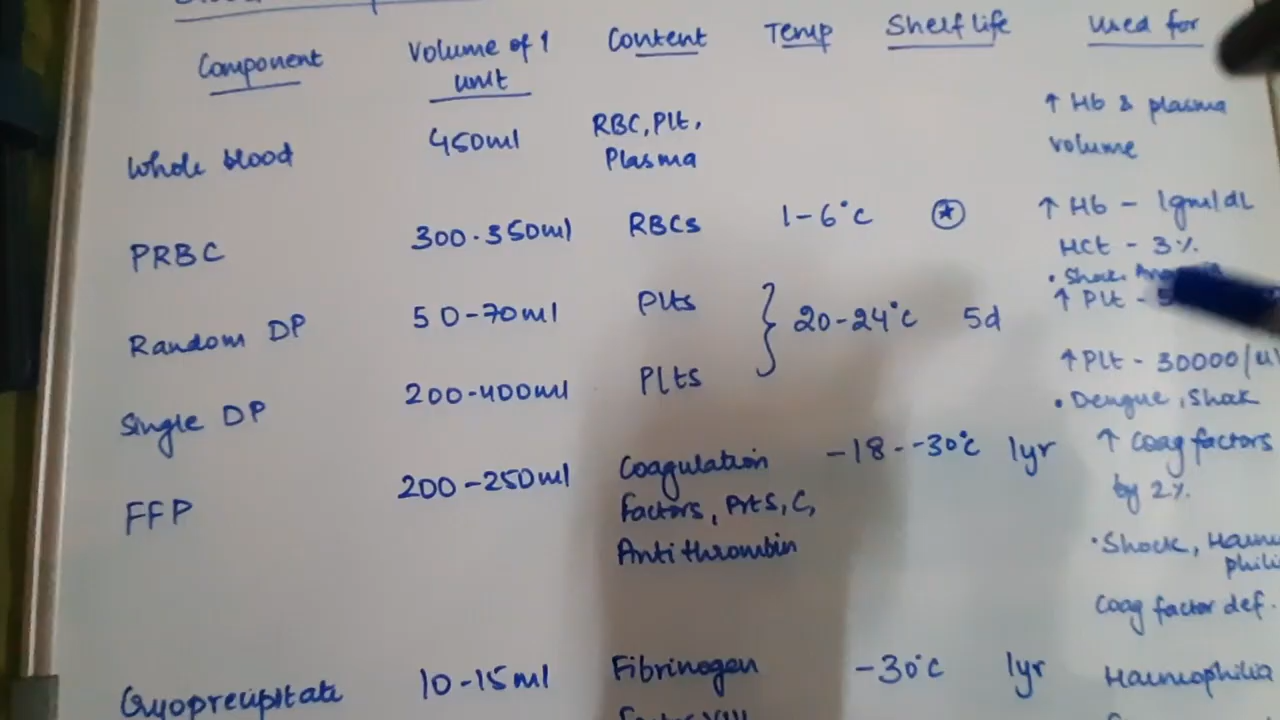 Component Volume of 1 unit Content Temp Shelf life Used for
Whole blood 450ml RBC, Plt, Plasma ↑ Hb & plasma volume
PRBC 300-350ml RBCs 1-6°C ↑ Hb - 1gm/dL
HCt - 3%
Random DP 50-70ml Plts 20-24°C 5d ↑ Plt -
Single DP 200-400ml Plts ↑ Plt - 30000/
• Dengue, Shock
FFP 200-250ml Coagulation Factors, Prts, C, Antithrombin -18--30°C 1yr ↑ Coag factors by 2%.
• Shock,
Coag factor def.
Cryoprecipitate 10-15ml Fibrinogen -30°C 1yr Haemophilia